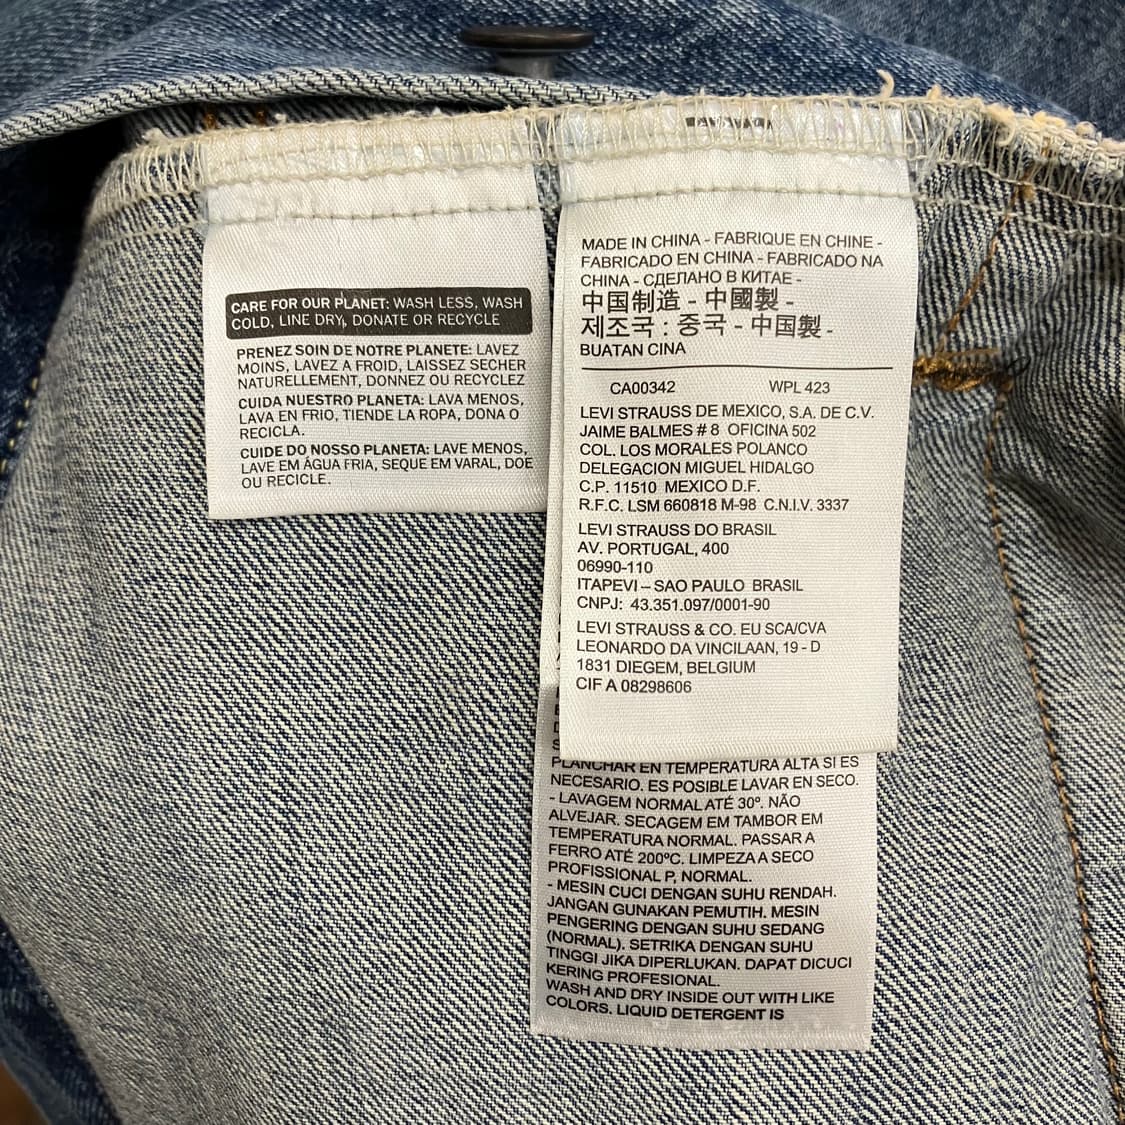 CARE FOR OUR PLANET: WASH LESS, WASH
COLD, LINE DRY, DONATE OR RECYCLE
PRENEZ SOIN DE NOTRE PLANETE: LAVEZ
MOINS, LAVEZ A FROID, LAISSEZ SECHER
NATURELLEMENT, DONNEZ OU RECYCLEZ
CUIDA NUESTRO PLANETA: LAVA MENOS,
LAVA EN FRIO, TIENDE LA ROPA, DONA O
RECICLA.
CUIDE DO NOSSO PLANETA: LAVE MENOS,
LAVE EM ÁGUA FRIA, SEQUE EM VARAL, DOE
OU RECICLE.
MADE IN CHINA - FABRIQUE EN CHINE -
FABRICADO EN CHINA - FABRICADO NA
CHINA - СДЕЛАНО В КИТАЕ -
中国制造 - 中國製 -
제조국 : 중국 - 中国製 -
BUATAN CINA
CA00342 WPL 423
LEVI STRAUSS DE MEXICO, S.A. DE C.V.
JAIME BALMES # 8 OFICINA 502
COL. LOS MORALES POLANCO
DELEGACION MIGUEL HIDALGO
C.P. 11510 MEXICO D.F.
R.F.C. LSM 660818 M-98 C.N.I.V. 3337
LEVI STRAUSS DO BRASIL
AV. PORTUGAL, 400
06990-110
ITAPEVI – SAO PAULO BRASIL
CNPJ: 43.351.097/0001-90
LEVI STRAUSS & CO. EU SCA/CVA
LEONARDO DA VINCILAAN, 19 - D
1831 DIEGEM, BELGIUM
CIF A 08298606
PLANCHAR EN TEMPERATURA ALTA SI ES
NECESARIO. ES POSIBLE LAVAR EN SECO.
- LAVAGEM NORMAL ATÉ 30º. NÃO
ALVEJAR. SECAGEM EM TAMBOR EM
TEMPERATURA NORMAL. PASSAR A
FERRO ATÉ 200ºC. LIMPEZA A SECO
PROFISSIONAL P, NORMAL.
- MESIN CUCI DENGAN SUHU RENDAH.
JANGAN GUNAKAN PEMUTIH. MESIN
PENGERING DENGAN SUHU SEDANG
(NORMAL). SETRIKA DENGAN SUHU
TINGGI JIKA DIPERLUKAN. DAPAT DICUCI
KERING PROFESIONAL.
WASH AND DRY INSIDE OUT WITH LIKE
COLORS. LIQUID DETERGENT IS